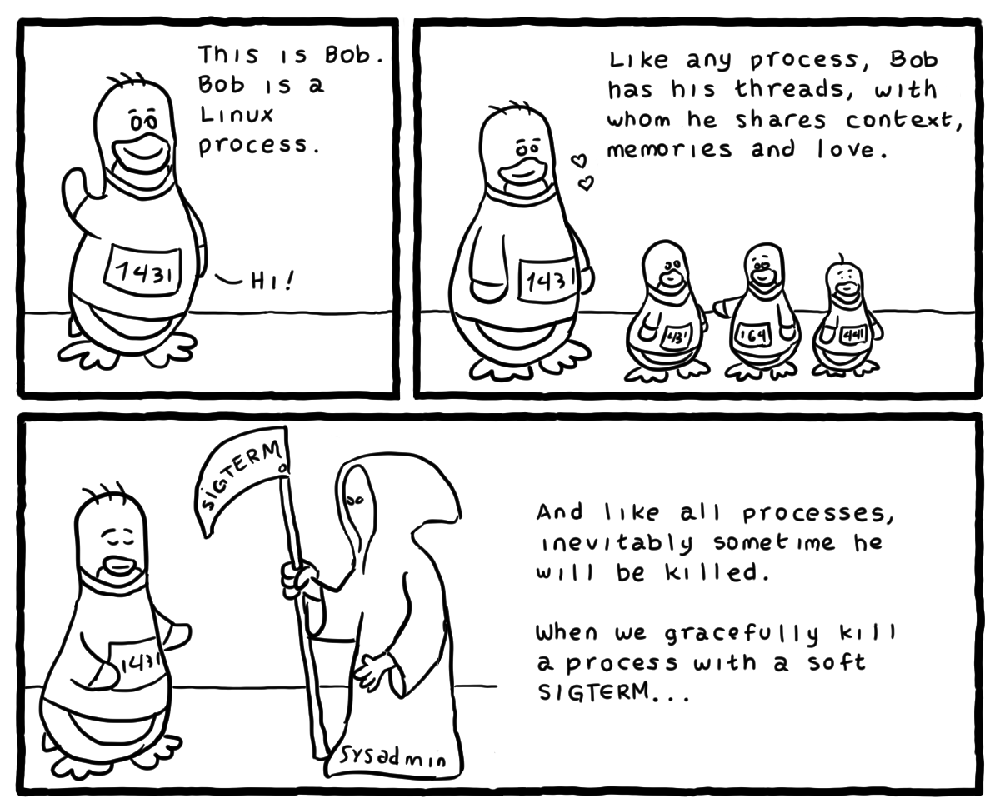 This is Bob.
Bob is a
Linux
process.
1431
Hi!
Like any process, Bob
has his threads, with
whom he shares context,
memories and love.
1431
431
164
441
SIGTERM
1431
sysadmin
And like all processes,
inevitably sometime he
will be killed.
When we gracefully kill
a process with a soft
SIGTERM...